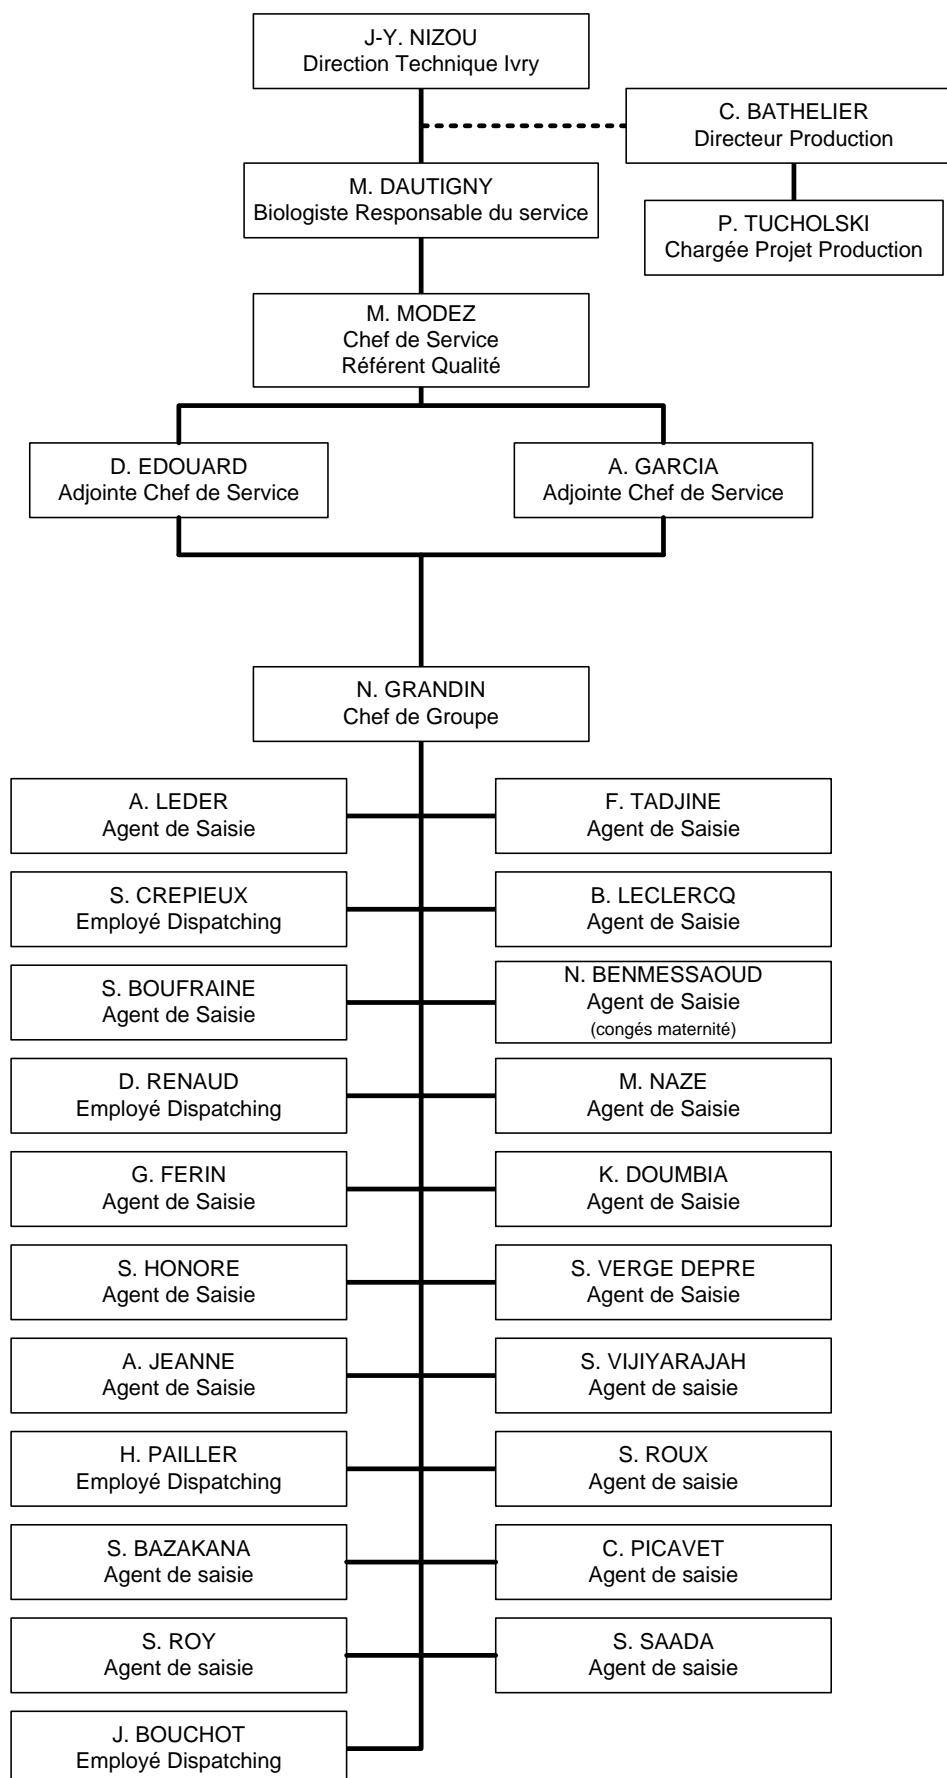 J-Y. NIZOU
Direction Technique Ivry
C. BATHELIER
Directeur Production
M. DAUTIGNY
Biologiste Responsable du service
P. TUCHOLSKI
Chargée Projet Production
M. MODEZ
Chef de Service
Référent Qualité
D. EDOUARD
Adjointe Chef de Service
A. GARCIA
Adjointe Chef de Service
N. GRANDIN
Chef de Groupe
A. LEDER
Agent de Saisie
F. TADJINE
Agent de Saisie
S. CREPIEUX
Employé Dispatching
B. LECLERCQ
Agent de Saisie
S. BOUFRAINE
Agent de Saisie
N. BENMESSAOUD
Agent de Saisie
(congés maternité)
D. RENAUD
Employé Dispatching
M. NAZE
Agent de Saisie
G. FERIN
Agent de Saisie
K. DOUMBIA
Agent de Saisie
S. HONORE
Agent de Saisie
S. VERGE DEPRE
Agent de Saisie
A. JEANNE
Agent de Saisie
S. VIJIYARAJAH
Agent de saisie
H. PAILLER
Employé Dispatching
S. ROUX
Agent de saisie
S. BAZAKANA
Agent de saisie
C. PICAVET
Agent de saisie
S. ROY
Agent de saisie
S. SAADA
Agent de saisie
J. BOUCHOT
Employé Dispatching